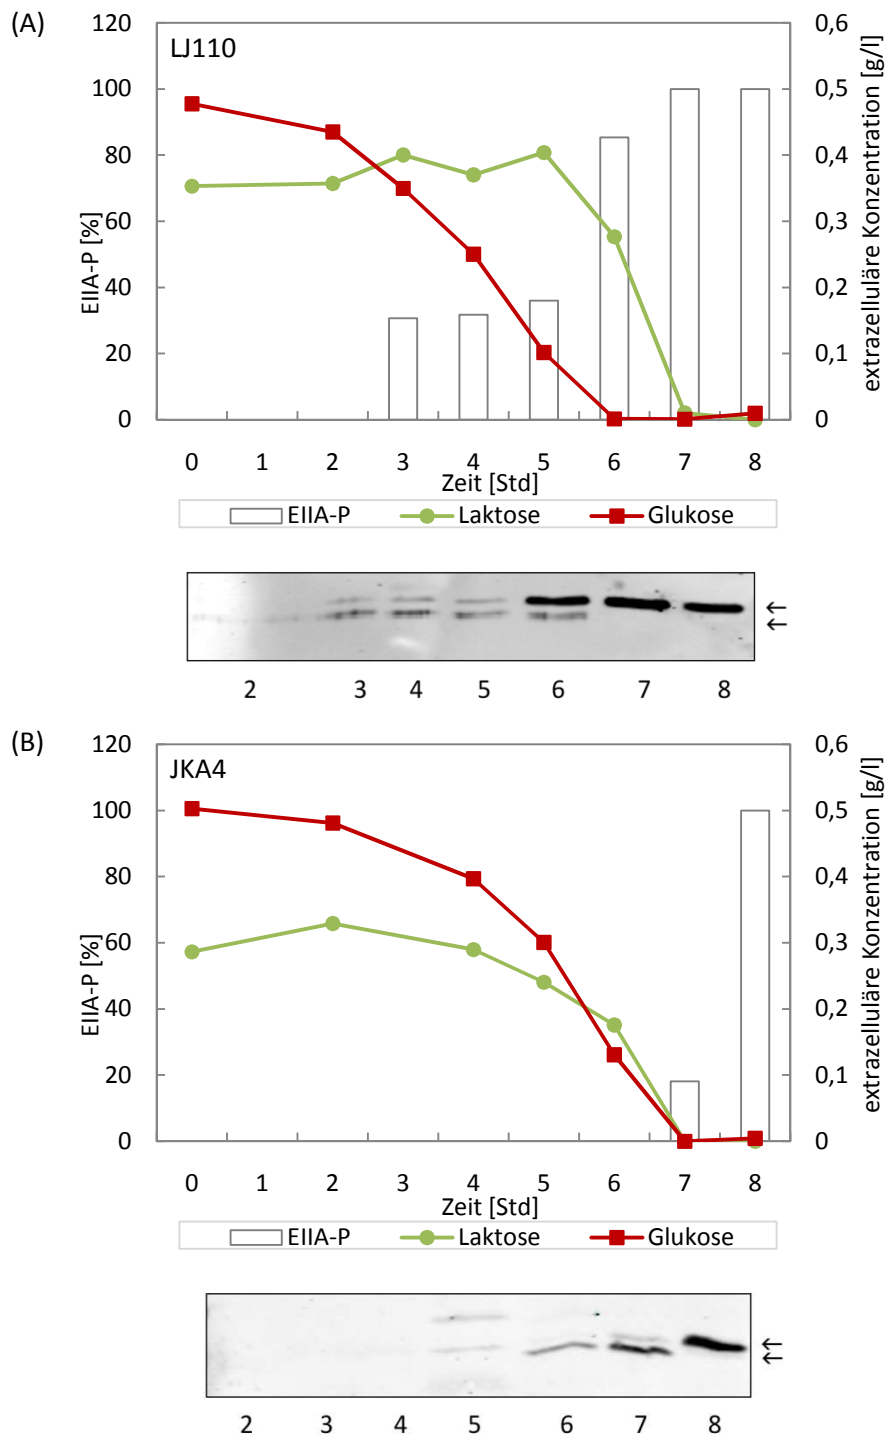 (A)
LJ110
EIIA-P [%]
120
100
80
60
40
20
0
0,6
0,5
0,4
0,3
0,2
0,1
0
extrazelluläre Konzentration [g/l]
0 1 2 3 4 5 6 7 8
Zeit [Std]
EIIA-P Laktose Glukose
2 3 4 5 6 7 8
(B)
JKA4
EIIA-P [%]
120
100
80
60
40
20
0
0,6
0,5
0,4
0,3
0,2
0,1
0
extrazelluläre Konzentration [g/l]
0 1 2 3 4 5 6 7 8
Zeit [Std]
EIIA-P Laktose Glukose
2 3 4 5 6 7 8